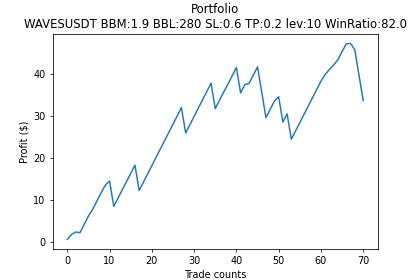 Portfolio
WAVESUSDT BBM:1.9 BBL:280 SL:0.6 TP:0.2 lev:10 WinRatio:82.0
Profit ($)
40
30
20
10
0
0 10 20 30 40 50 60 70
Trade counts